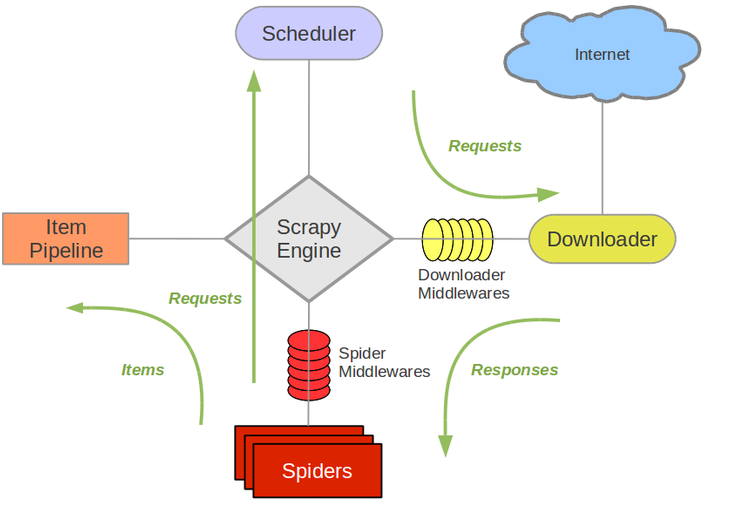 Scheduler
Internet
Requests
Item
Pipeline
Scrapy
Engine
Downloader
Downloader
Middlewares
Requests
Spider
Middlewares
Items
Responses
Spiders